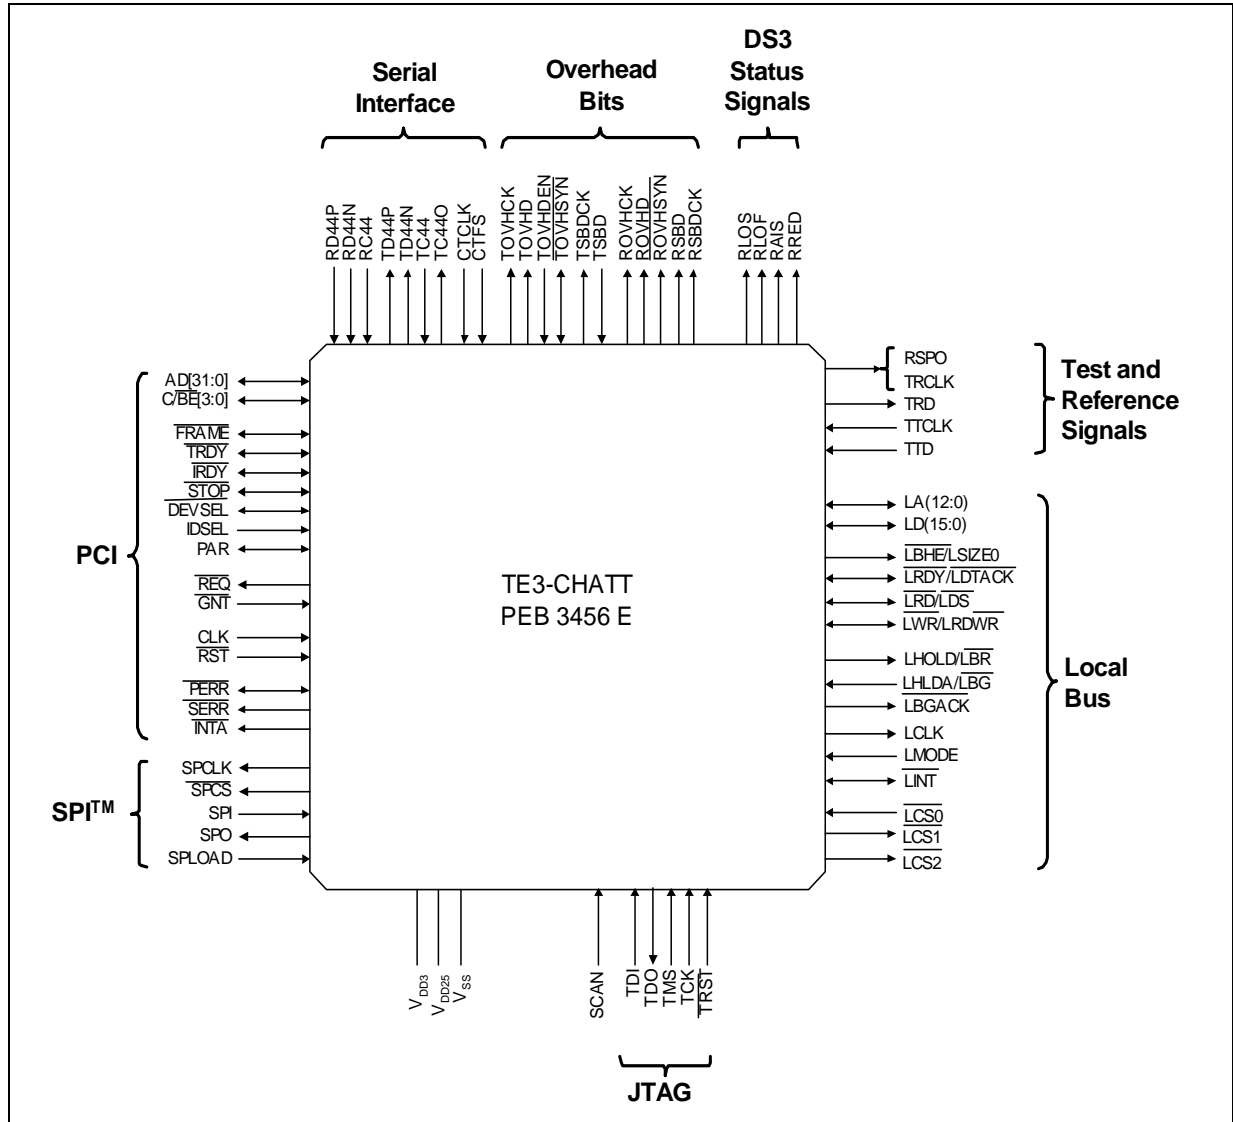 DS3
Status
Signals
Serial
Interface
Overhead
Bits
RD44P
RD44N
RC44
TD44P
TD44N
TC44
TC44O
CTCLK
CTFS
TOVHCK
TOVHD
TOVHDEN
TOVHSYN
TSBDCK
TSBD
ROVHCK
ROVHD
ROVHSYN
RSBD
RSBDCK
RLOS
RLOF
RAIS
RRED
PCI
AD[31:0]
C/BE[3:0]
FRAME
TRDY
IRDY
STOP
DEVSEL
IDSEL
PAR
REQ
GNT
CLK
RST
PERR
SERR
INTA
SPI™
SPCLK
SPCS
SPI
SPO
SPLOAD
TE3-CHATT
PEB 3456 E
RSPO
TRCLK
TRD
TTCLK
TTD
Test and
Reference
Signals
LA(12:0)
LD(15:0)
LBHE/LSIZE0
LRDY/LDTACK
LRD/LDS
LWR/LRDWR
LHOLD/LBR
LHLDA/LBG
LBGACK
LCLK
LMODE
LINT
LCS0
LCS1
LCS2
Local
Bus
VDD3
VDD25
VSS
SCAN
TDI
TDO
TMS
TCK
TRST
JTAG